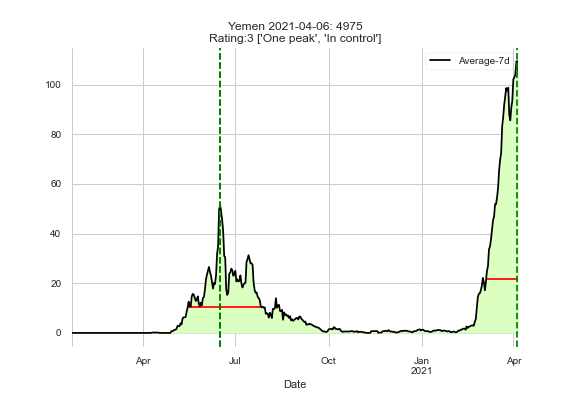 Yemen 2021-04-06: 4975
Rating:3 ['One peak', 'In control']
Average-7d
100
80
60
40
20
0
Apr
Jul
Oct
Jan
2021
Apr
Date